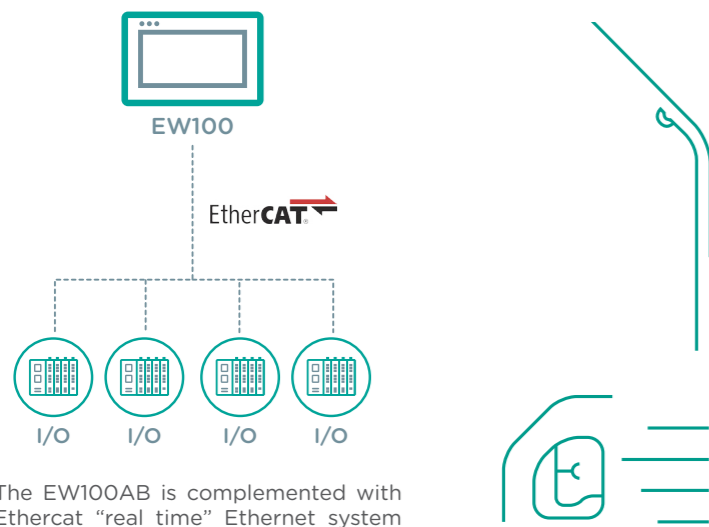 EW100
EtherCAT®
I/O I/O I/O I/O
The EW100AB is complemented with
Ethercat “real time” Ethernet system